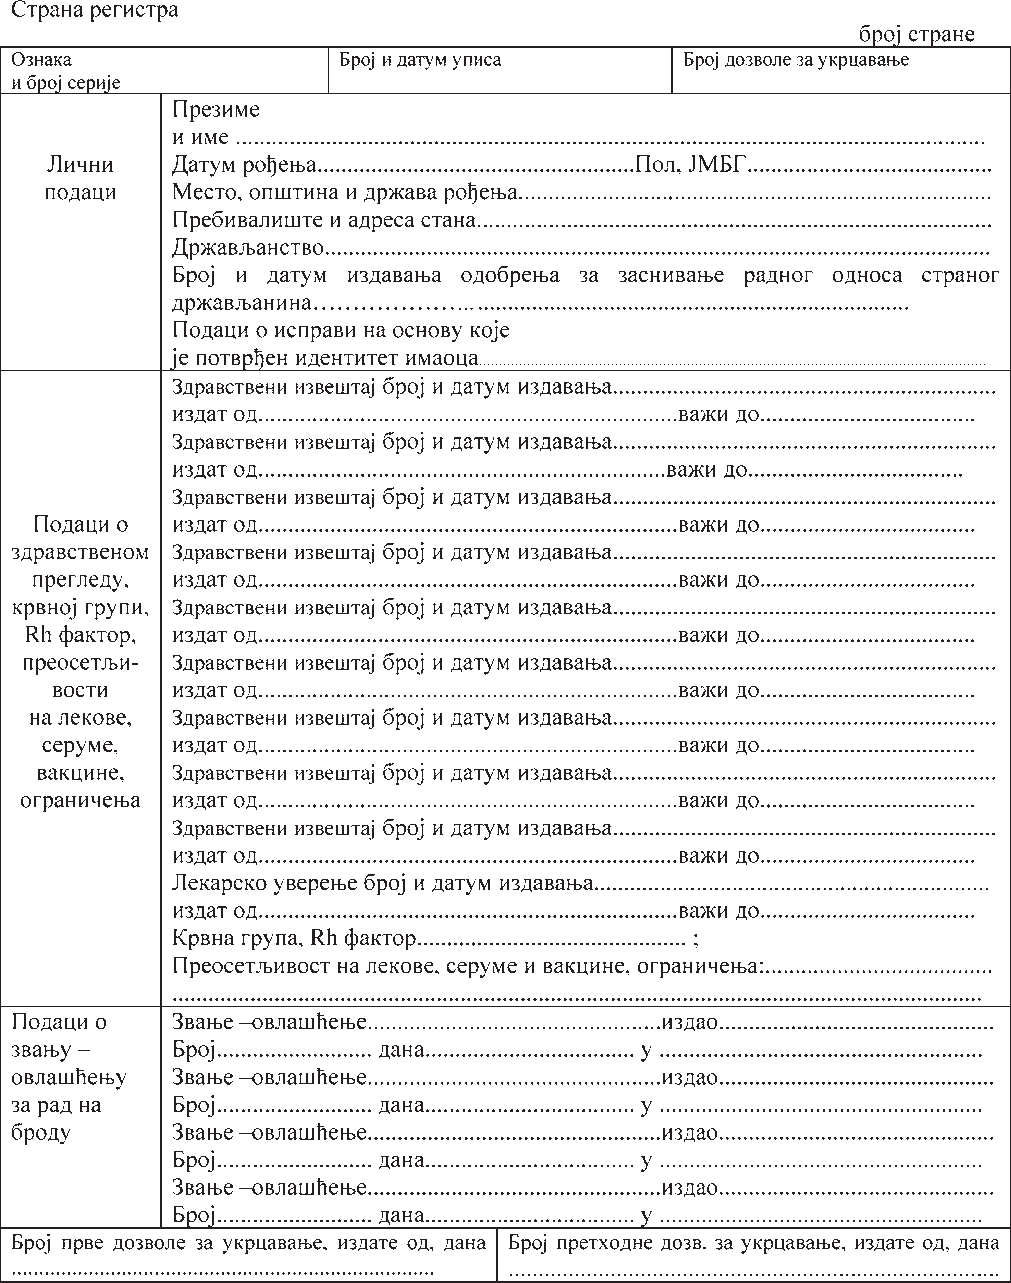 Страна регистра
број стране
Ознака
и број серије
Број и датум уписа
Број дозволе за укрцавање
Лични
подаци
Презиме
и име ....................
Датум рођења....................Пол, ЈМБГ....................
Место, општина и држава рођења....................
Пребивалиште и адреса стана....................
Држављанство....................
Број и датум издавања одобрења за заснивање радног односа страног
држављанина....................
Подаци о исправи на основу које
је потврђен идентитет имаоца....................
Подаци о
здравственом
прегледу,
крвној групи,
Rh фактор,
преосетљи-
вости
на лекове,
серуме,
вакцине,
ограничења
Здравствени извештај број и датум издавања....................
издат од....................важи до....................
Здравствени извештај број и датум издавања....................
издат од....................важи до....................
Здравствени извештај број и датум издавања....................
издат од....................важи до....................
Здравствени извештај број и датум издавања....................
издат од....................важи до....................
Здравствени извештај број и датум издавања....................
издат од....................важи до....................
Здравствени извештај број и датум издавања....................
издат од....................важи до....................
Здравствени извештај број и датум издавања....................
издат од....................важи до....................
Здравствени извештај број и датум издавања....................
издат од....................важи до....................
Здравствени извештај број и датум издавања....................
издат од....................важи до....................
Лекарско уверење број и датум издавања....................
издат од....................важи до....................
Крвна група, Rh фактор.................... ;
Преосетљивост на лекове, серуме и вакцине, ограничења:....................
....................
Подаци о
звању –
овлашћењу
за рад на
броду
Звање –овлашћење....................издао....................
Број.................... дана.................... у ....................
Звање –овлашћење....................издао....................
Број.................... дана.................... у ....................
Звање –овлашћење....................издао....................
Број.................... дана.................... у ....................
Звање –овлашћење....................издао....................
Број.................... дана.................... у ....................
Број прве дозволе за укрцавање, издате од, дана
....................
Број претходне дозв. за укрцавање, издате од, дана
....................